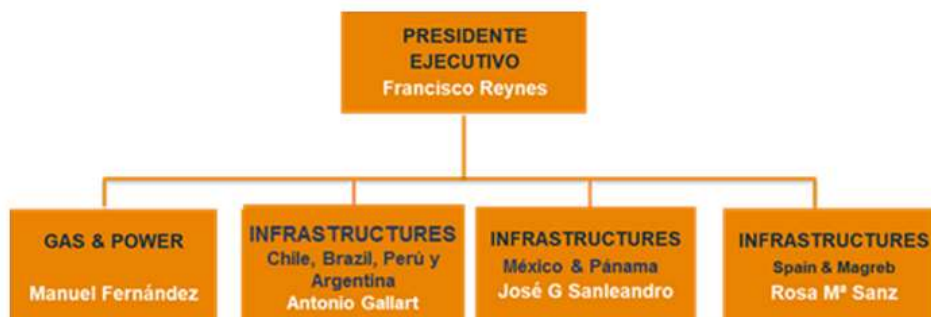 PRESIDENTE
EJECUTIVO
Francisco Reynes
GAS & POWER
Manuel Fernández
INFRASTRUCTURES
Chile, Brazil, Perú y
Argentina
Antonio Gallart
INFRASTRUCTURES
México & Pánama
José G Sanleandro
INFRASTRUCTURES
Spain & Magreb
Rosa Mª Sanz